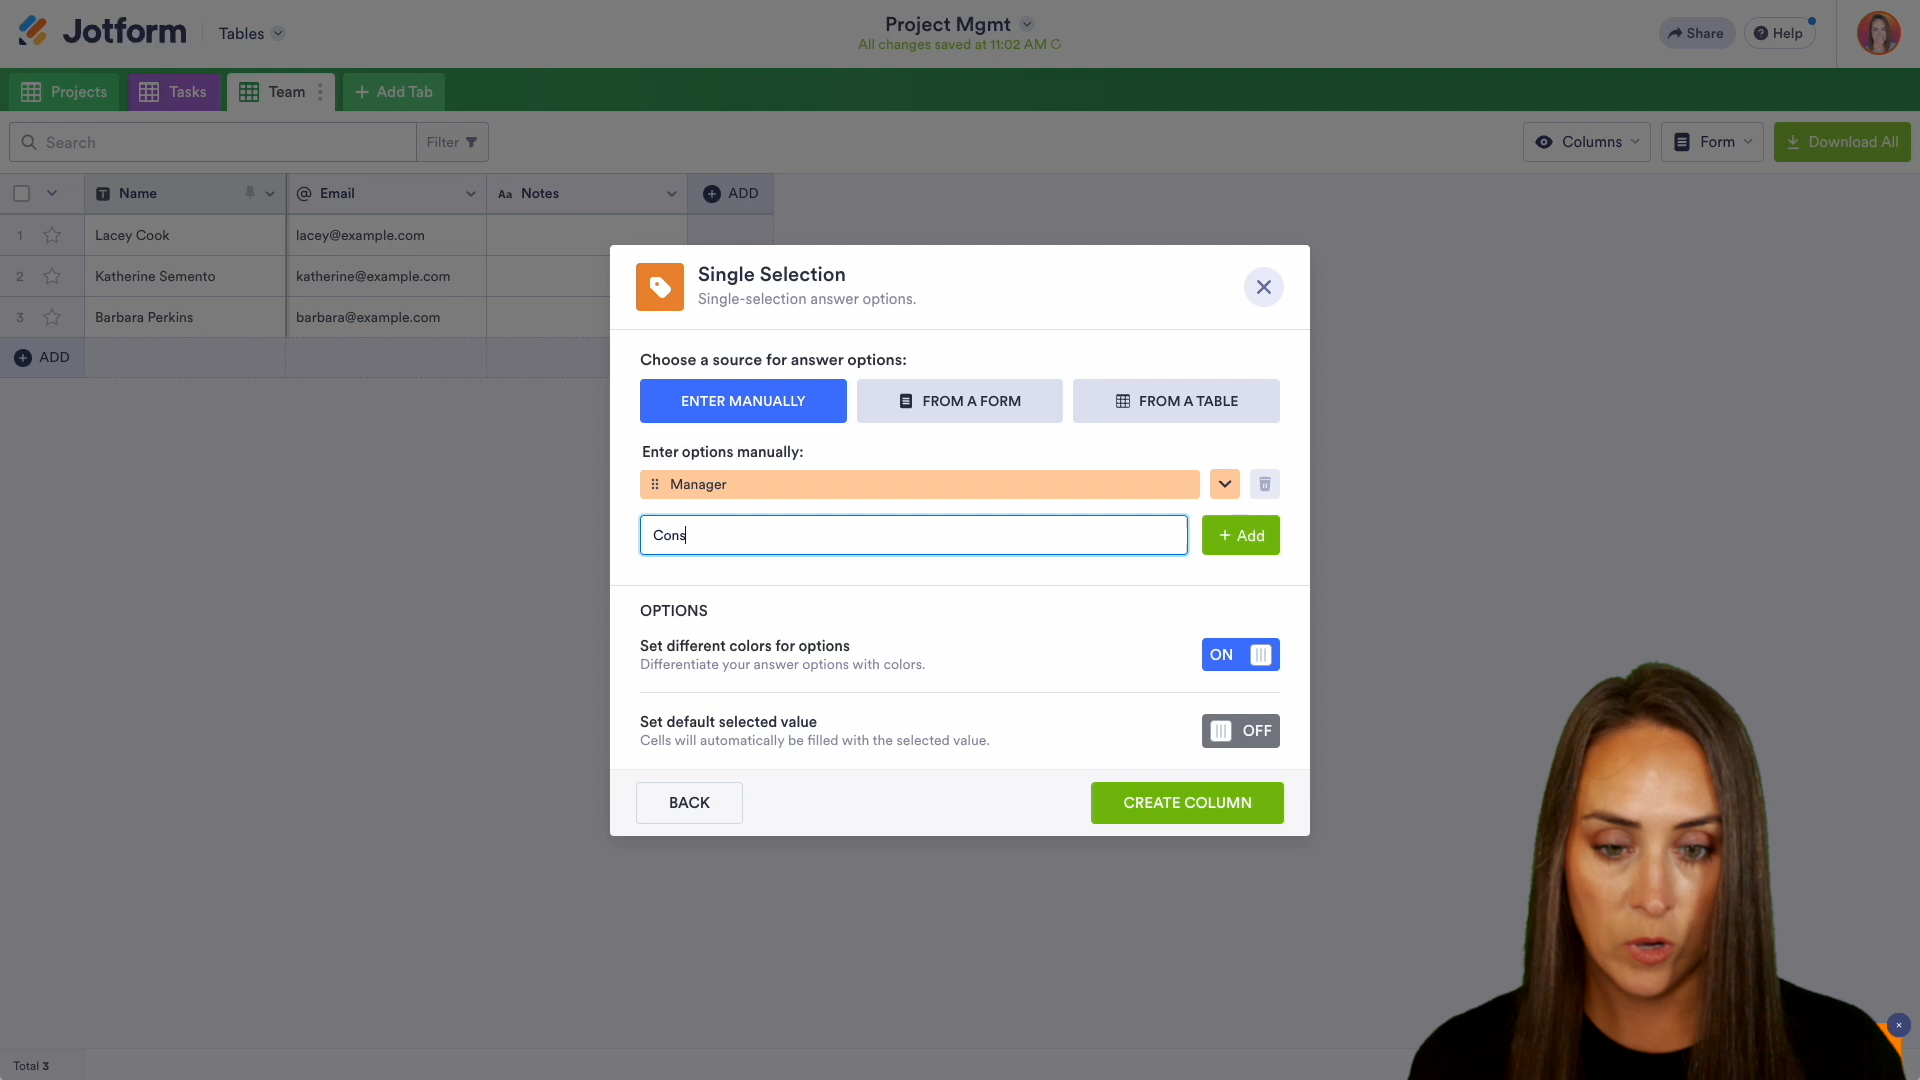 Jotform
Tables
Project Mgmt
All changes saved at 11:02 AM
Share
Help
Projects
Tasks
Team
+ Add Tab
Search
Filter
Columns
Form
Download All
Name
@ Email
Aa Notes
ADD
1 Lacey Cook lacey@example.com
2 Katherine Semento katherine@example.com
3 Barbara Perkins barbara@example.com
ADD
Single Selection
Single-selection answer options.
Choose a source for answer options:
ENTER MANUALLY
FROM A FORM
FROM A TABLE
Enter options manually:
Manager
Cons
+ Add
OPTIONS
Set different colors for options
Differentiate your answer options with colors.
ON
Set default selected value
Cells will automatically be filled with the selected value.
OFF
BACK
CREATE COLUMN
Total 3